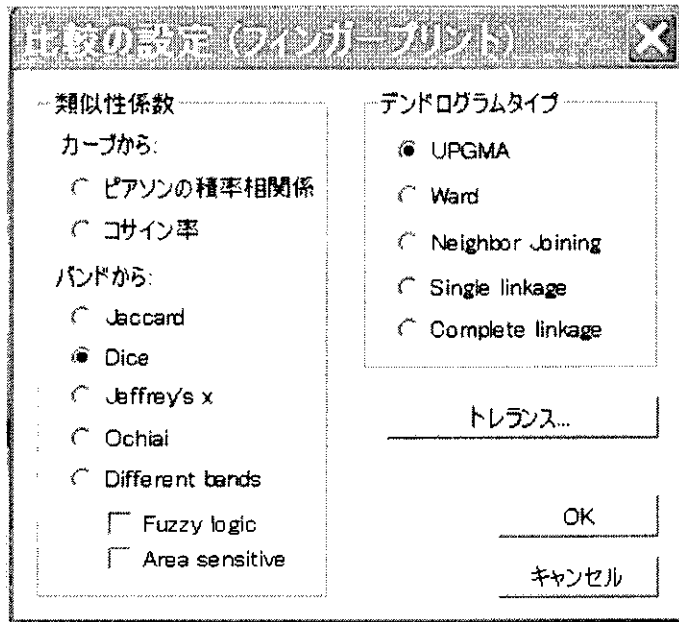 比較の設定 (フィンガープリント)
類似性係数
カーブから:
ピアソンの積率相関係
コサイン率
バンドから:
Jaccard
Dice
Jeffrey's x
Ochiai
Different bands
Fuzzy logic
Area sensitive
デンドログラムタイプ
UPGMA
Ward
Neighbor Joining
Single linkage
Complete linkage
トレランス...
OK
キャンセル